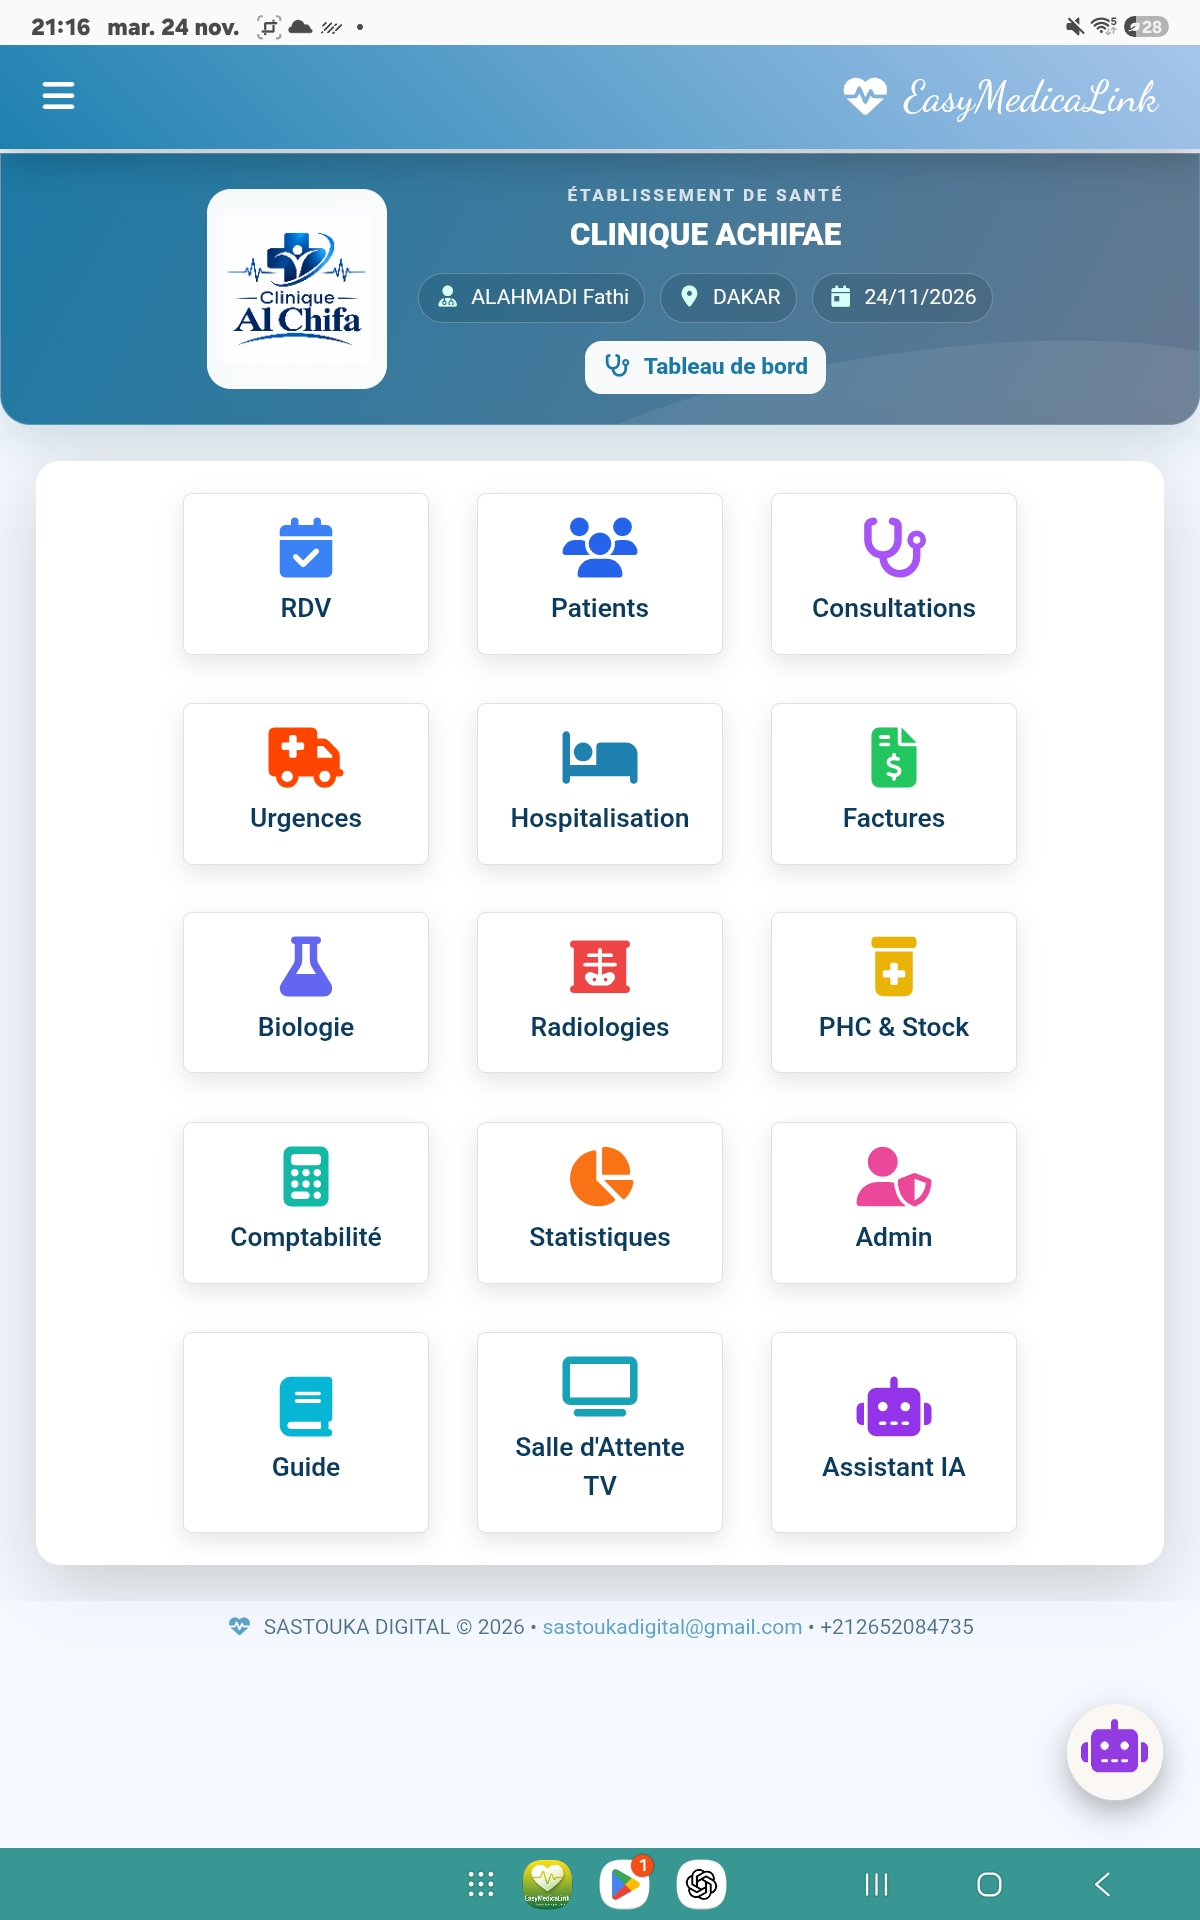 21:16 mar. 24 nov.
5
28
EasyMedicaLink
ÉTABLISSEMENT DE SANTÉ
CLINIQUE ACHIFAE
Clinique
Al Chifa
ALAHMADI Fathi
DAKAR
24/11/2026
Tableau de bord
RDV
Patients
Consultations
Urgences
Hospitalisation
Factures
Biologie
Radiologies
PHC & Stock
Comptabilité
Statistiques
Admin
Guide
Salle d'Attente
TV
Assistant IA
SASTOUKA DIGITAL © 2026 • sastoukadigital@gmail.com • +212652084735
EasyMedicaLink
1